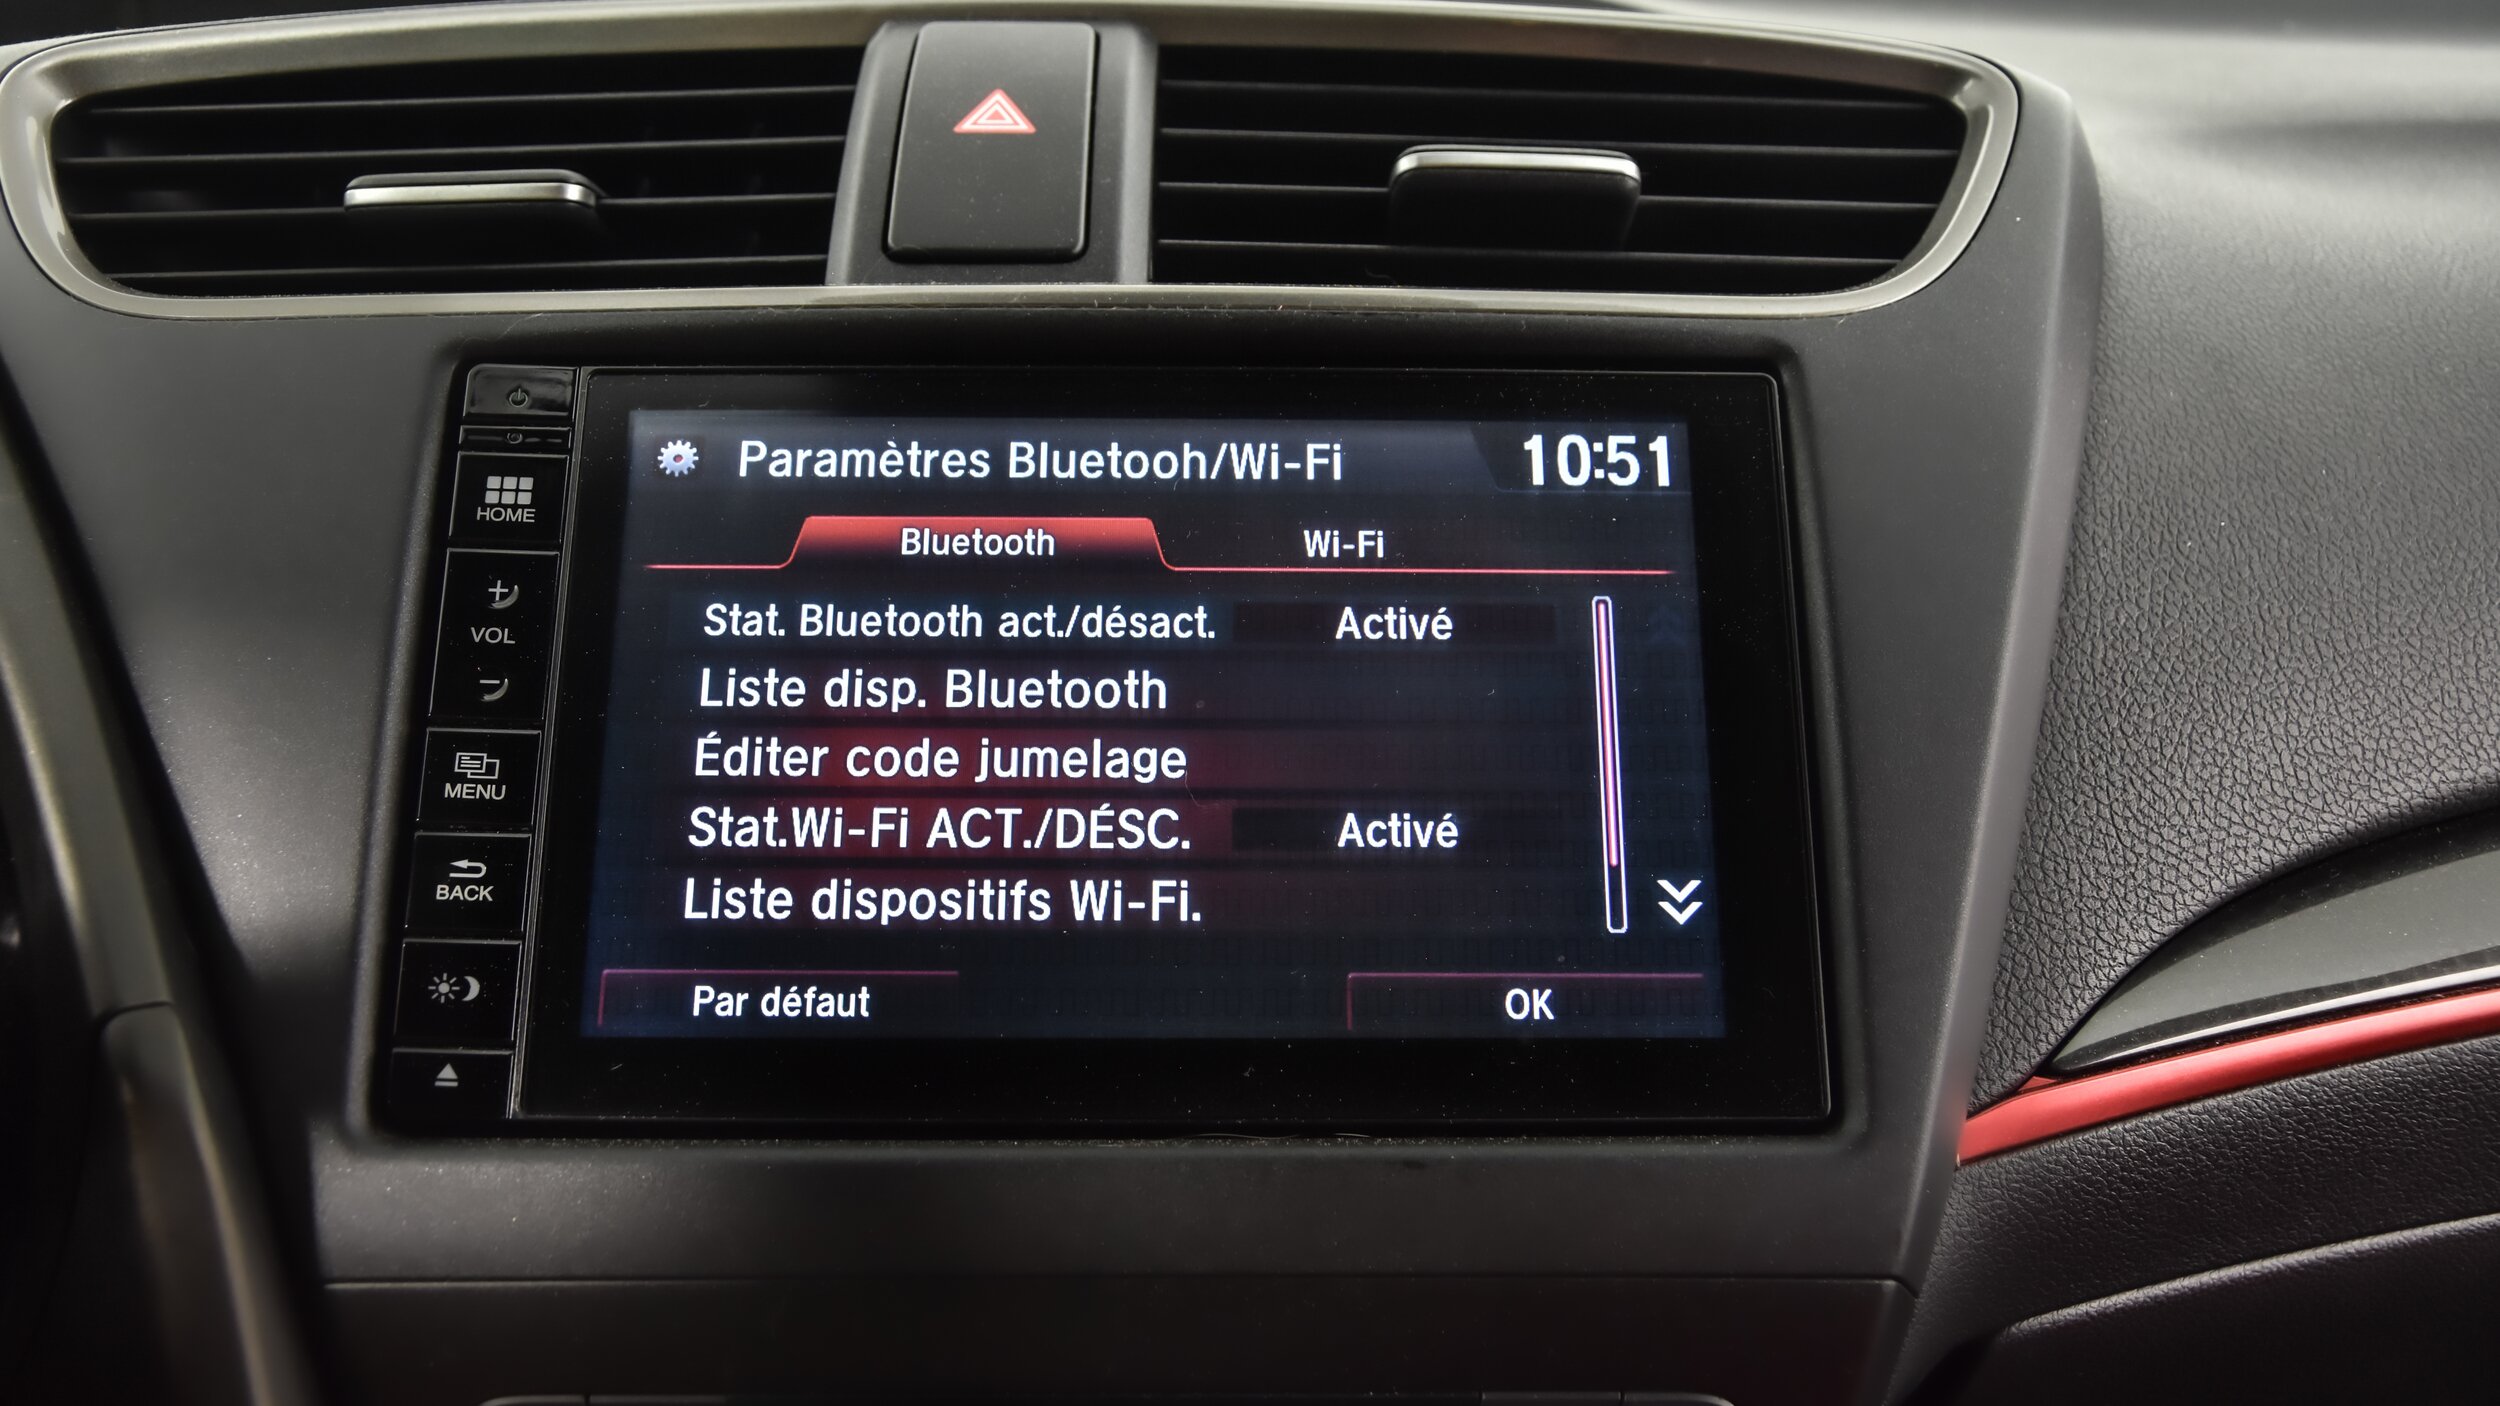 Paramètres Bluetooh/Wi-Fi 10:51
Bluetooth Wi-Fi
Stat. Bluetooth act./désact. Activé
Liste disp. Bluetooth
Éditer code jumelage
Stat.Wi-Fi ACT./DÉSC. Activé
Liste dispositifs Wi-Fi.
Par défaut OK
HOME
+
VOL
-
MENU
BACK